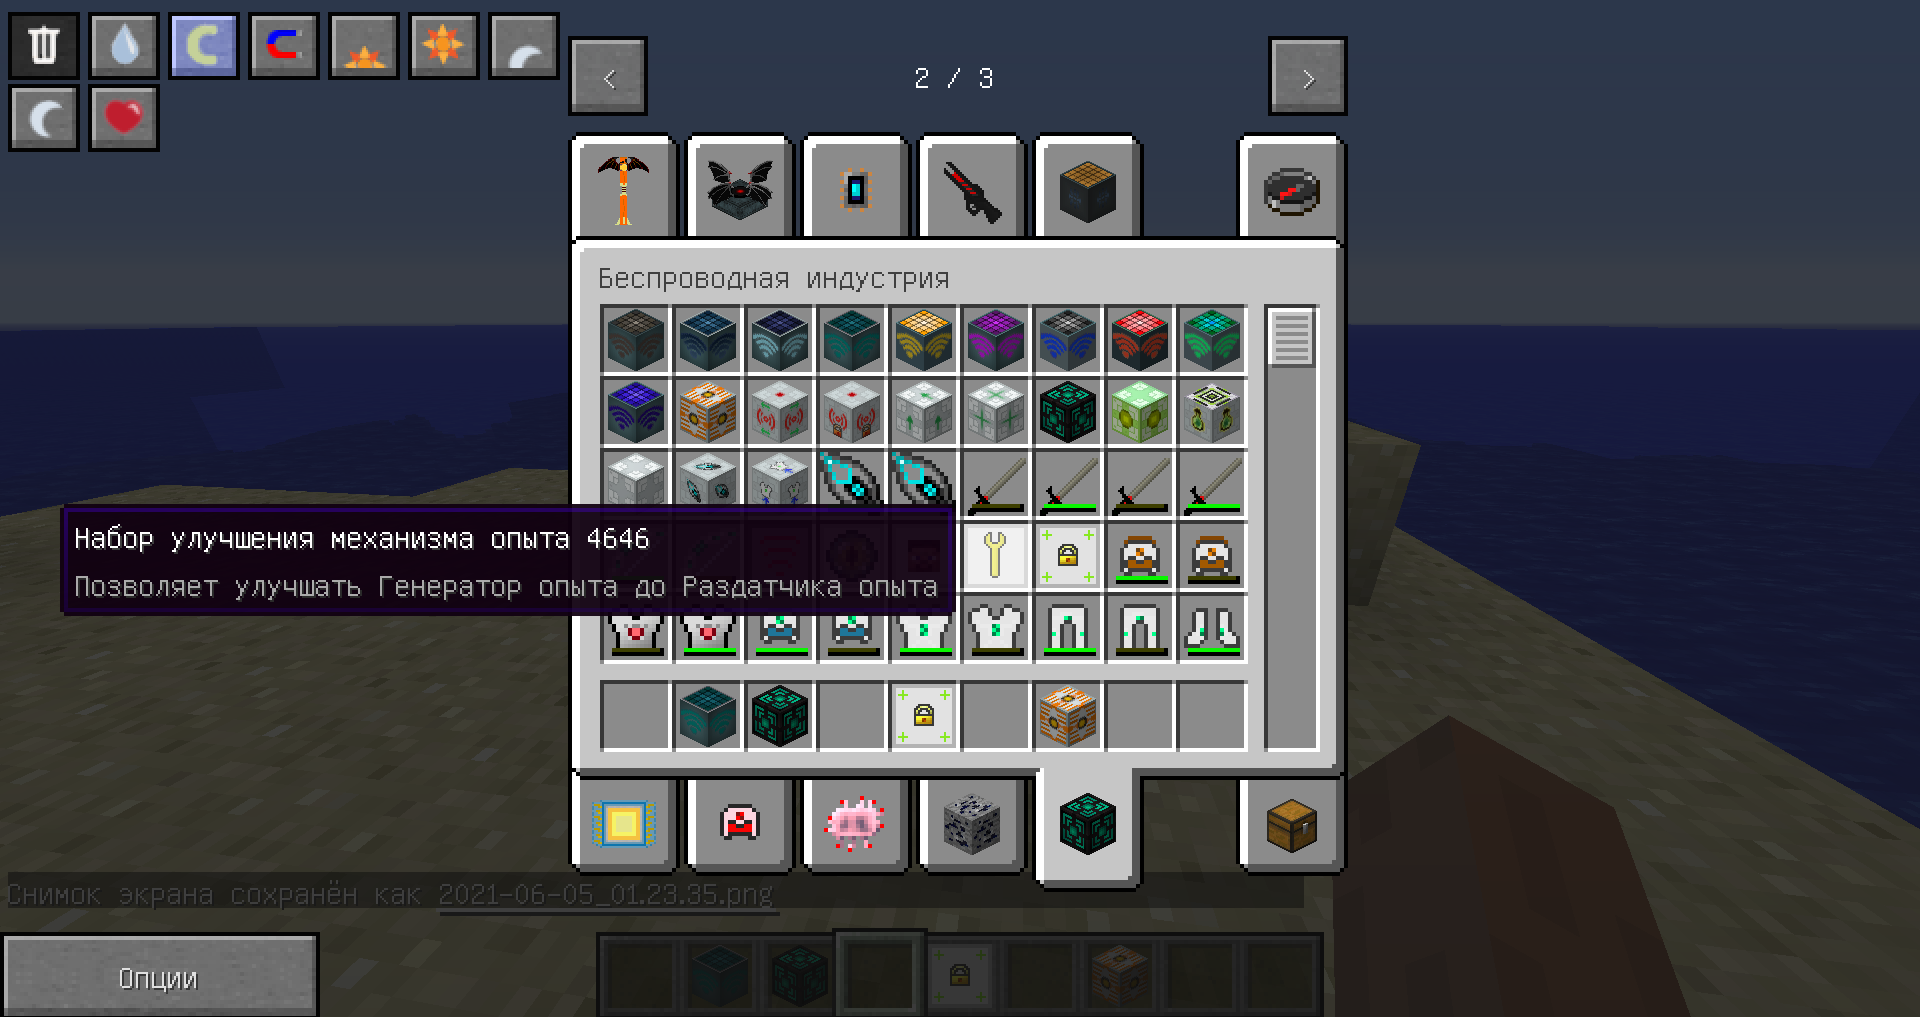 <
2 / 3
>
Беспроводная индустрия
Набор улучшения механизма опыта 4646
Позволяет улучшать Генератор опыта до Раздатчика опыта
Снимок экрана сохранён как 2021-06-05_01.23.35.png
Опции